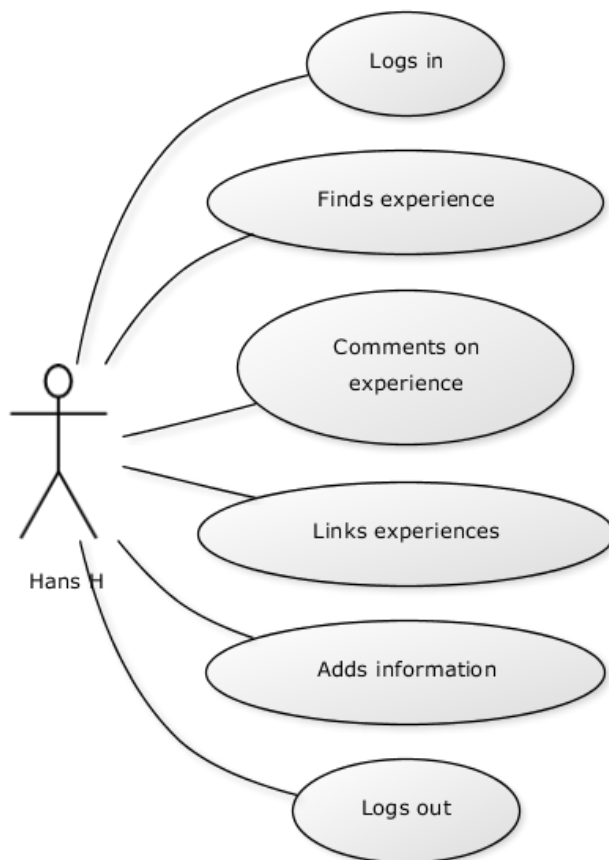 Logs in
Finds experience
Comments on
experience
Links experiences
Hans H
Adds information
Logs out